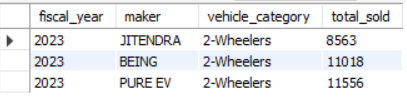 fiscal_year maker vehicle_category total_sold
2023 JITENDRA 2-Wheelers 8563
2023 BEING 2-Wheelers 11018
2023 PURE EV 2-Wheelers 11556